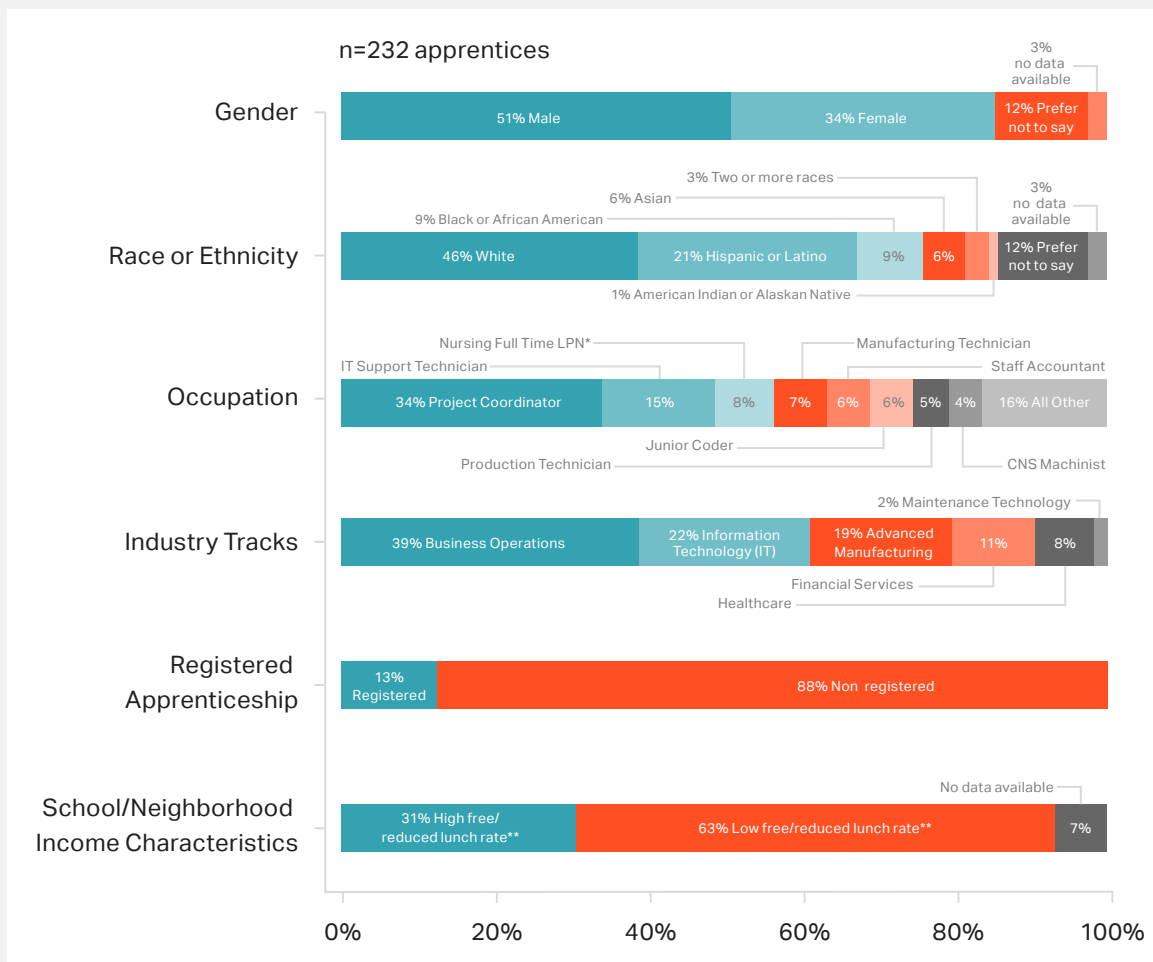 n=232 apprentices
3%
no data
available
Gender
51% Male
34% Female
12% Prefer
not to say
3% Two or more races
6% Asian
9% Black or African American
3%
no data
available
Race or Ethnicity
46% White
21% Hispanic or Latino
9%
6%
12% Prefer
not to say
1% American Indian or Alaskan Native
Nursing Full Time LPN*
Manufacturing Technician
IT Support Technician
Staff Accountant
Occupation
34% Project Coordinator
15%
8%
7%
6%
6%
5%
4%
16% All Other
Junior Coder
Production Technician
CNS Machinist
2% Maintenance Technology
Industry Tracks
39% Business Operations
22% Information
Technology (IT)
19% Advanced
Manufacturing
11%
8%
Financial Services
Healthcare
Registered
Apprenticeship
13%
Registered
88% Non registered
No data available
School/Neighborhood
Income Characteristics
31% High free/
reduced lunch rate**
63% Low free/reduced lunch rate**
7%
0%
20%
40%
60%
80%
100%